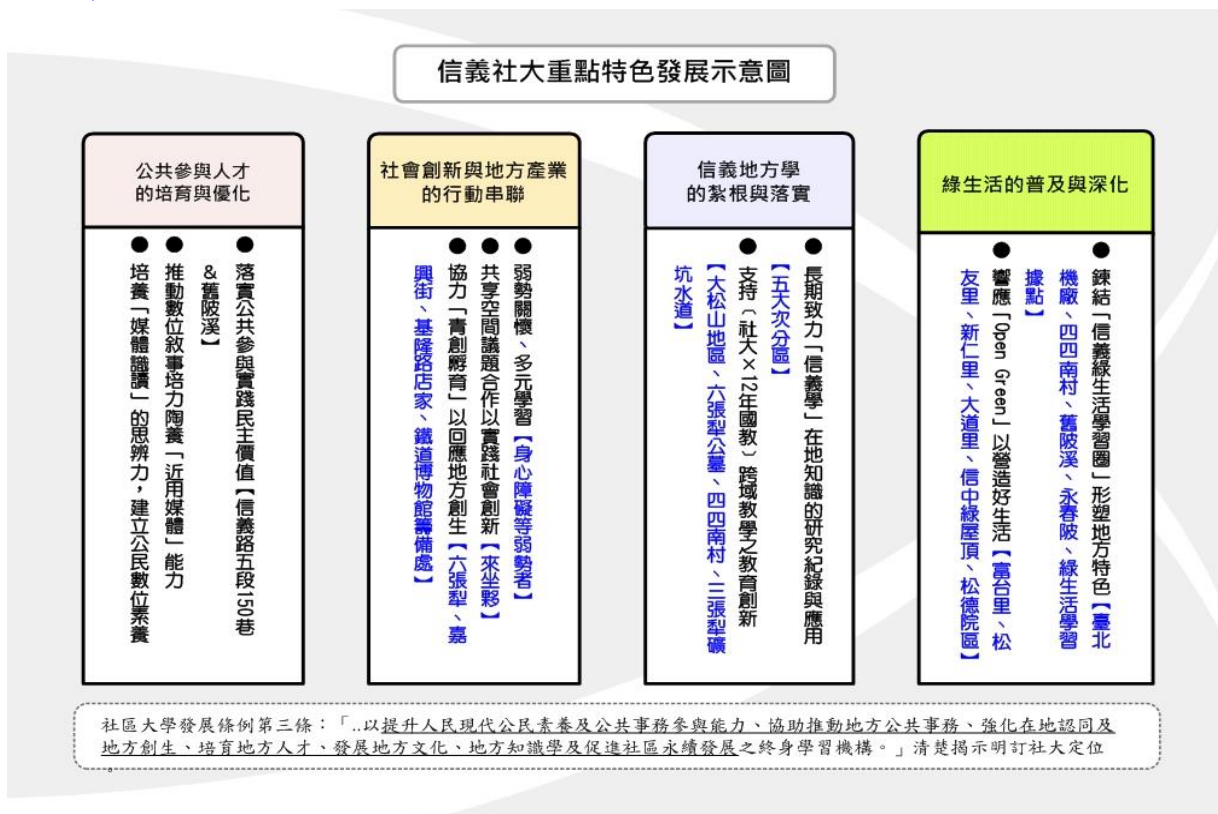 信義社大重點特色發展示意圖
公共參與人才
的培育與優化
落實公共參與實踐民主價值【信義路五段150巷
&舊陂溪】
推動數位敘事培力陶養「近用媒體」能力
培養「媒體識讀」的思辨力，建立公民數位素養
社會創新與地方產業
的行動串聯
弱勢關懷、多元學習【身心障礙等弱勢者】
共享空間議題合作以實踐社會創新【來坐夥】
協力「青創孵育」以回應地方創生【六張犁、嘉
興街、基隆路店家、鐵道博物館籌備處】
信義地方學
的紮根與落實
長期致力「信義學」在地知識的研究紀錄與應用
【五大次分區】
支持（社大×12年國教）跨域教學之教育創新
【大松山地區、六張犁公墓、四四南村、三張犁礦
坑水道】
綠生活的普及與深化
鍊結「信義綠生活學習圈」形塑地方特色【臺北
機廠、四四南村、舊陂溪、永春陂、綠生活學習
據點】
響應「Open Green」以營造好生活【富台里、松
友里、新仁里、大道里、信中綠屋頂、松德院區】
社區大學發展條例第三條：「..以提升人民現代公民素養及公共事務參與能力、協助推動地方公共事務、強化在地認同及
地方創生、培育地方人才、發展地方文化、地方知識學及促進社區永續發展之終身學習機構。」清楚揭示明訂社大定位
。